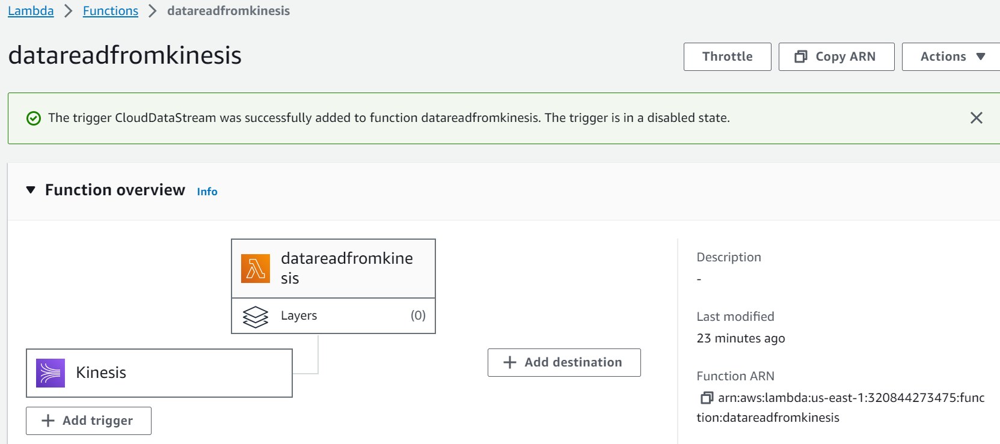 Lambda > Functions > datareadfromkinesis
datareadfromkinesis
Throttle
Copy ARN
Actions
The trigger CloudDataStream was successfully added to function datareadfromkinesis. The trigger is in a disabled state.
Function overview Info
datareadfromkine
sis
Layers (0)
Kinesis
+ Add trigger
+ Add destination
Description
-
Last modified
23 minutes ago
Function ARN
arn:aws:lambda:us-east-1:320844273475:func
tion:datareadfromkinesis